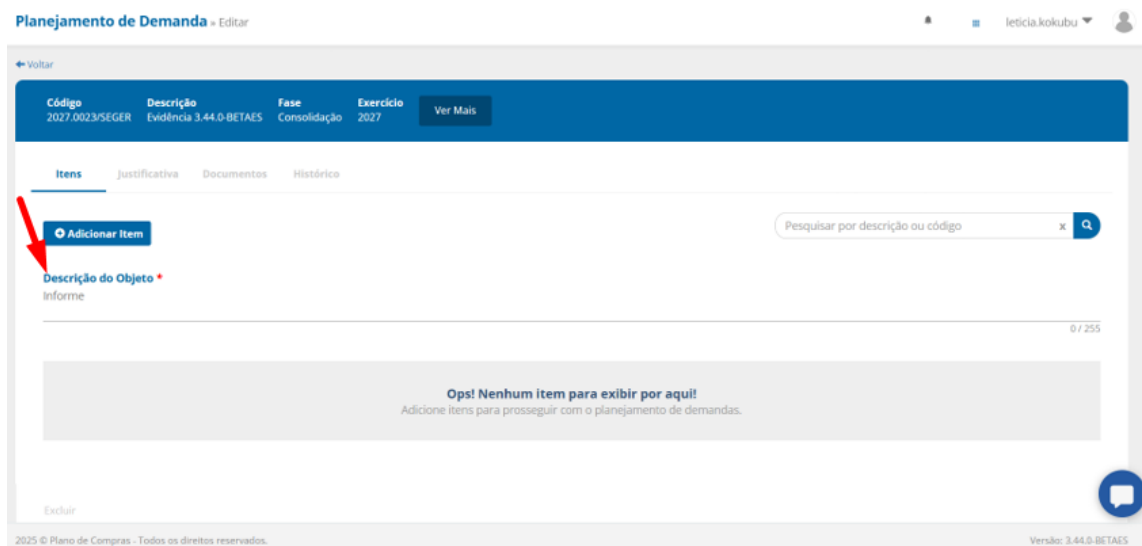 Planejamento de Demanda » Editar
leticia.kokubu
Voltar
Código Descrição Fase Exercício
2027.0023/SEGER Evidência 3.44.0-BETAES Consolidação 2027
Ver Mais
Itens Justificativa Documentos Histórico
Adicionar Item
Pesquisar por descrição ou código x
Descrição do Objeto *
Informe
0 / 255
Ops! Nenhum item para exibir por aqui!
Adicione itens para prosseguir com o planejamento de demandas.
Excluir
2025 © Plano de Compras - Todos os direitos reservados. Versão: 3.44.0-BETAES